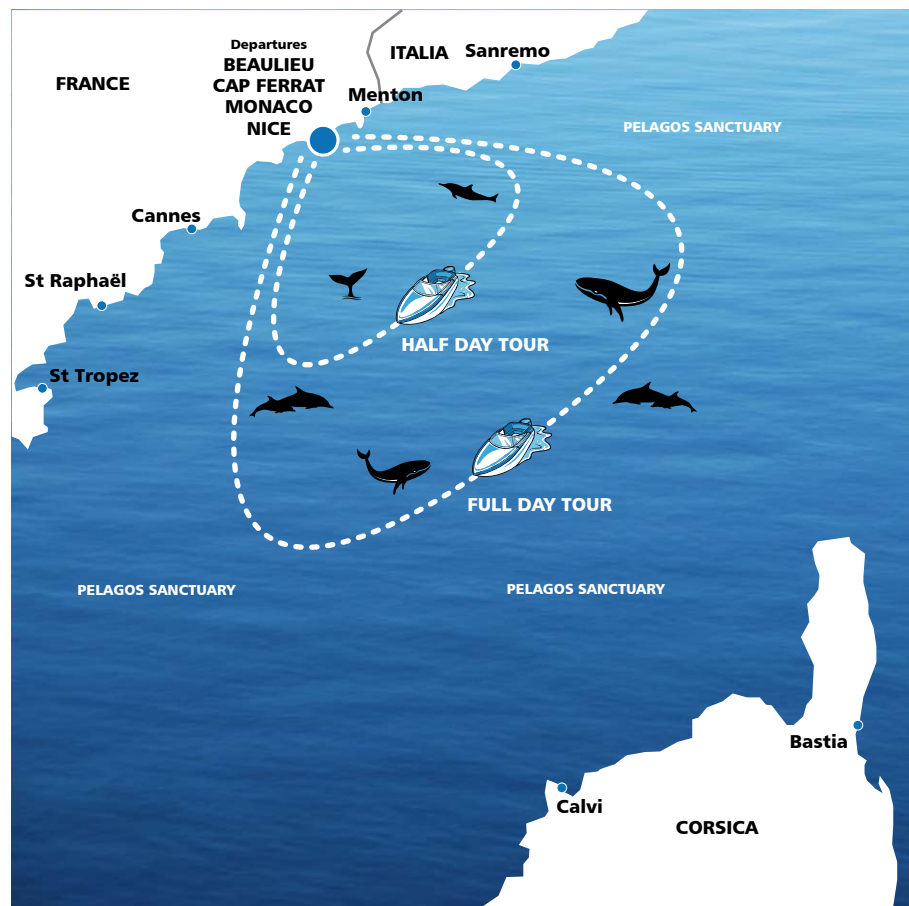 Departures
BEAULIEU
CAP FERRAT
MONACO
NICE
ITALIA
Sanremo
FRANCE
Menton
PELAGOS SANCTUARY
Cannes
St Raphaël
HALF DAY TOUR
St Tropez
FULL DAY TOUR
PELAGOS SANCTUARY
PELAGOS SANCTUARY
Bastia
Calvi
CORSICA